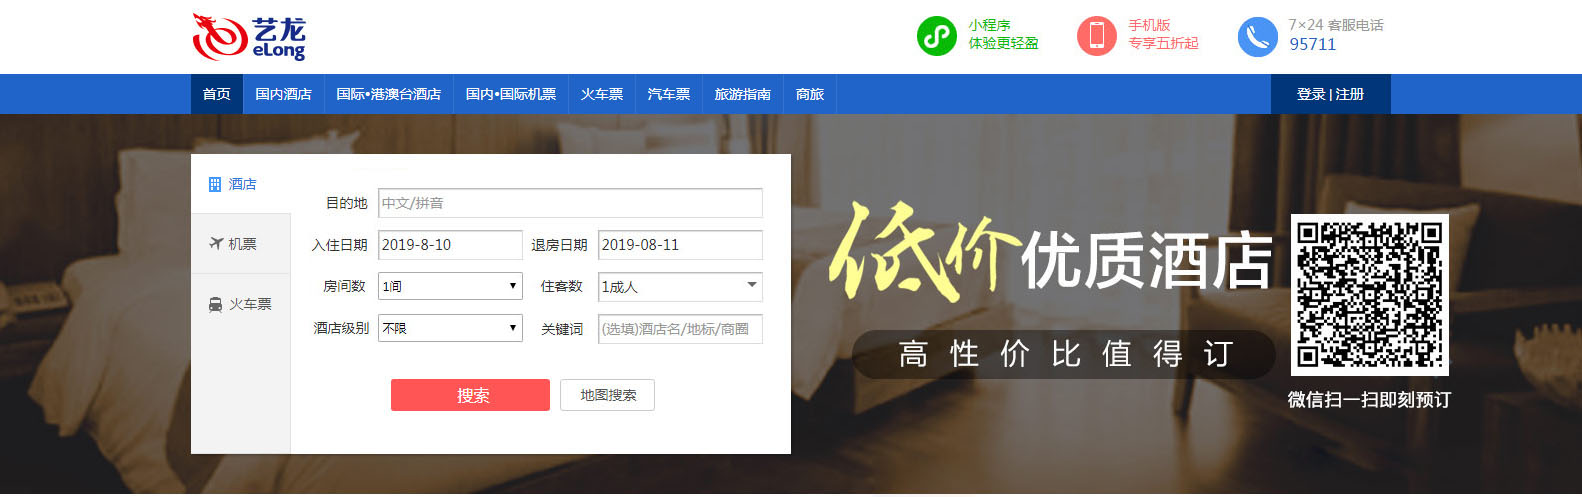 艺龙
eLong
小程序
体验更轻盈
手机版
专享五折起
7×24 客服电话
95711
首页 国内酒店 国际•港澳台酒店 国内•国际机票 火车票 汽车票 旅游指南 商旅 登录 | 注册
酒店
机票
火车票
目的地 中文/拼音
入住日期 2019-8-10 退房日期 2019-08-11
房间数 1间 住客数 1成人
酒店级别 不限 关键词 (选填)酒店名/地标/商圈
搜索 地图搜索
低价优质酒店
高性价比值得订
微信扫一扫即刻预订